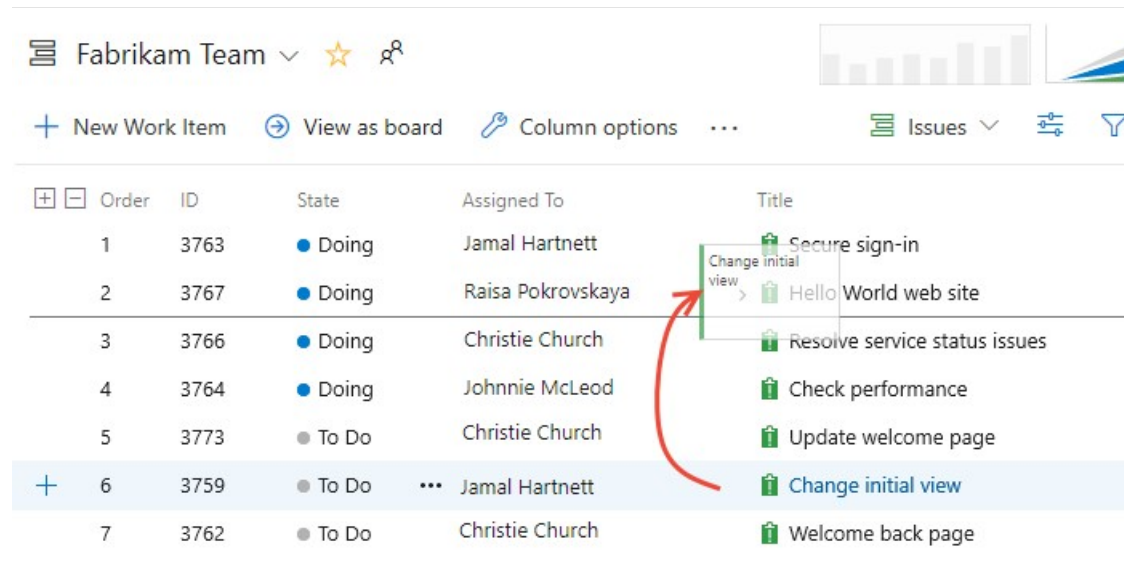 Fabrikam Team
New Work Item View as board Column options ... Issues
Order ID State Assigned To Title
1 3763 Doing Jamal Hartnett Secure sign-in
Change initial
view
2 3767 Doing Raisa Pokrovskaya Hello World web site
3 3766 Doing Christie Church Resolve service status issues
4 3764 Doing Johnnie McLeod Check performance
5 3773 To Do Christie Church Update welcome page
6 3759 To Do ... Jamal Hartnett Change initial view
7 3762 To Do Christie Church Welcome back page